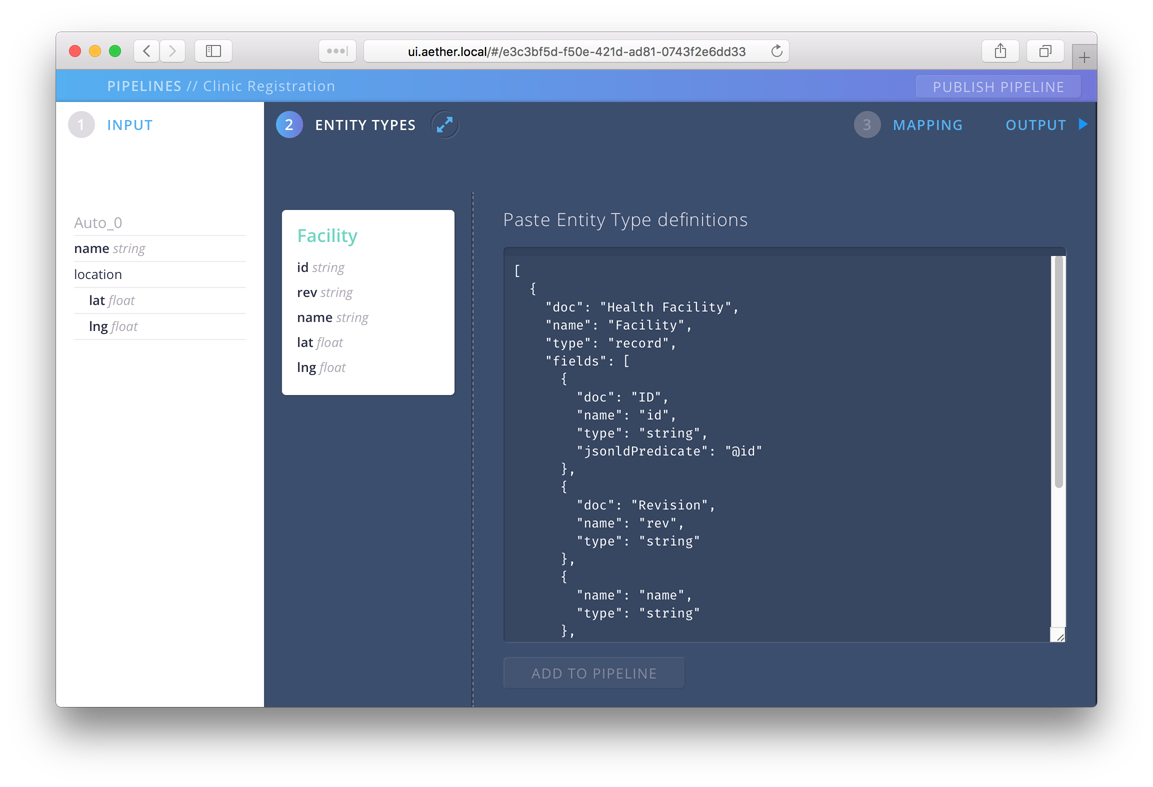 ui.aether.local/#/e3c3bf5d-f50e-421d-ad81-0743f2e6dd33
PIPELINES // Clinic Registration
PUBLISH PIPELINE
1 INPUT
2 ENTITY TYPES
3 MAPPING
OUTPUT
Auto_0
name string
location
lat float
lng float
Facility
id string
rev string
name string
lat float
lng float
Paste Entity Type definitions
[
  {
    "doc": "Health Facility",
    "name": "Facility",
    "type": "record",
    "fields": [
      {
        "doc": "ID",
        "name": "id",
        "type": "string",
        "jsonldPredicate": "@id"
      },
      {
        "doc": "Revision",
        "name": "rev",
        "type": "string"
      },
      {
        "name": "name",
        "type": "string"
      },
ADD TO PIPELINE